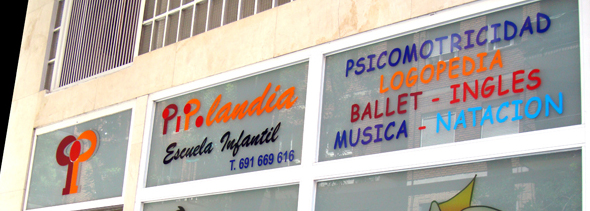 PiPolandia
Escuela Infantil
T. 691 669 616
PSICOMOTRICIDAD
LOGOPEDIA
BALLET - INGLES
MUSICA - NATACION